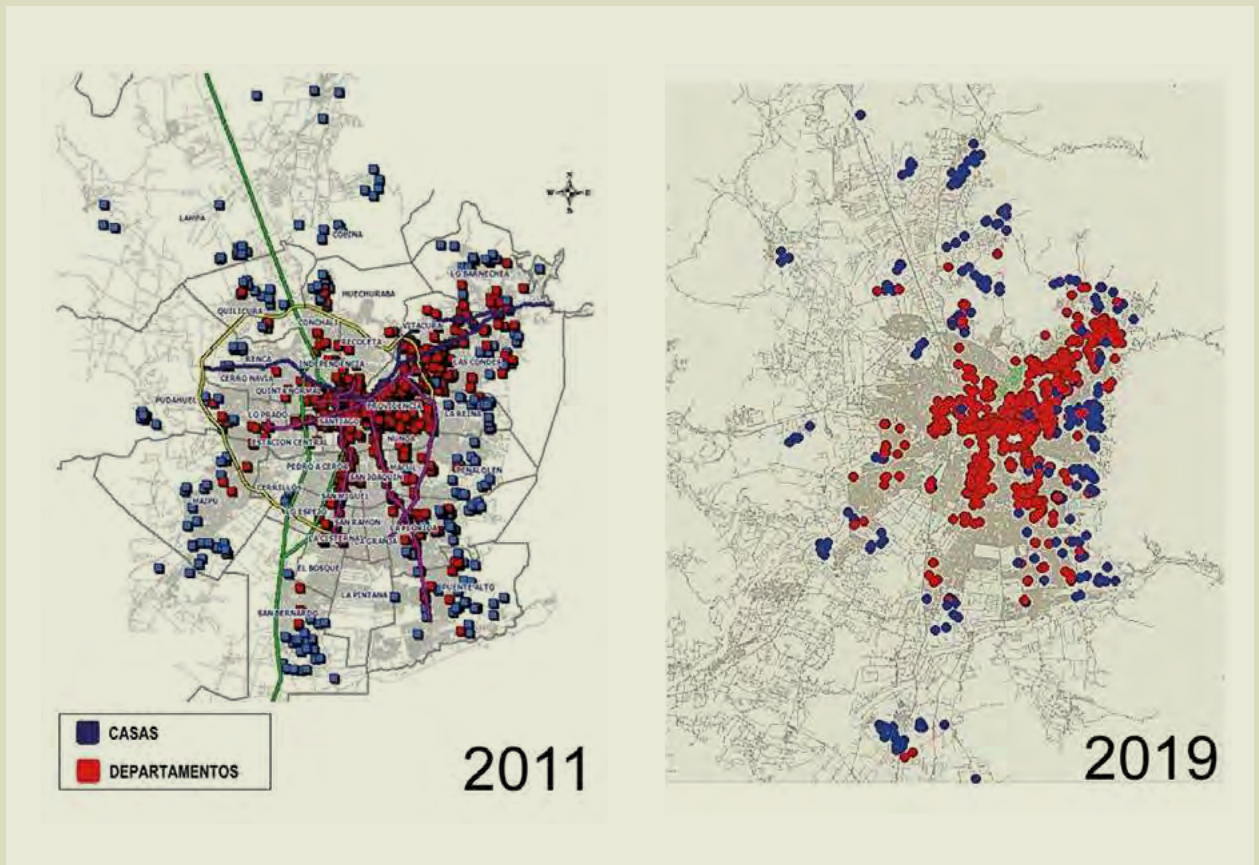 N
W E
S
LAMPA
COLINA
LO BARNECHEA
HUECHURABA
QUILICURA
CONCHALI
VITACURA
RECOLETA
RENCA
INDEPENDENCIA
LAS CONDES
CERRO NAVIA
QUINTA NORMAL
PUDAHUEL
PROVIDENCIA
LO PRADO
SANTIAGO
LA REINA
ESTACION CENTRAL
NUÑOA
PEDRO A CERDA
MACUL
PEÑALOLEN
SAN JOAQUIN
CERRILLOS
SAN MIGUEL
MAIPU
LO ESPEJO
SAN RAMON
LA FLORIDA
LA CISTERNA
LA GRANJA
EL BOSQUE
LA PINTANA
PUENTE ALTO
SAN BERNARDO
CASAS
DEPARTAMENTOS
2011
2019